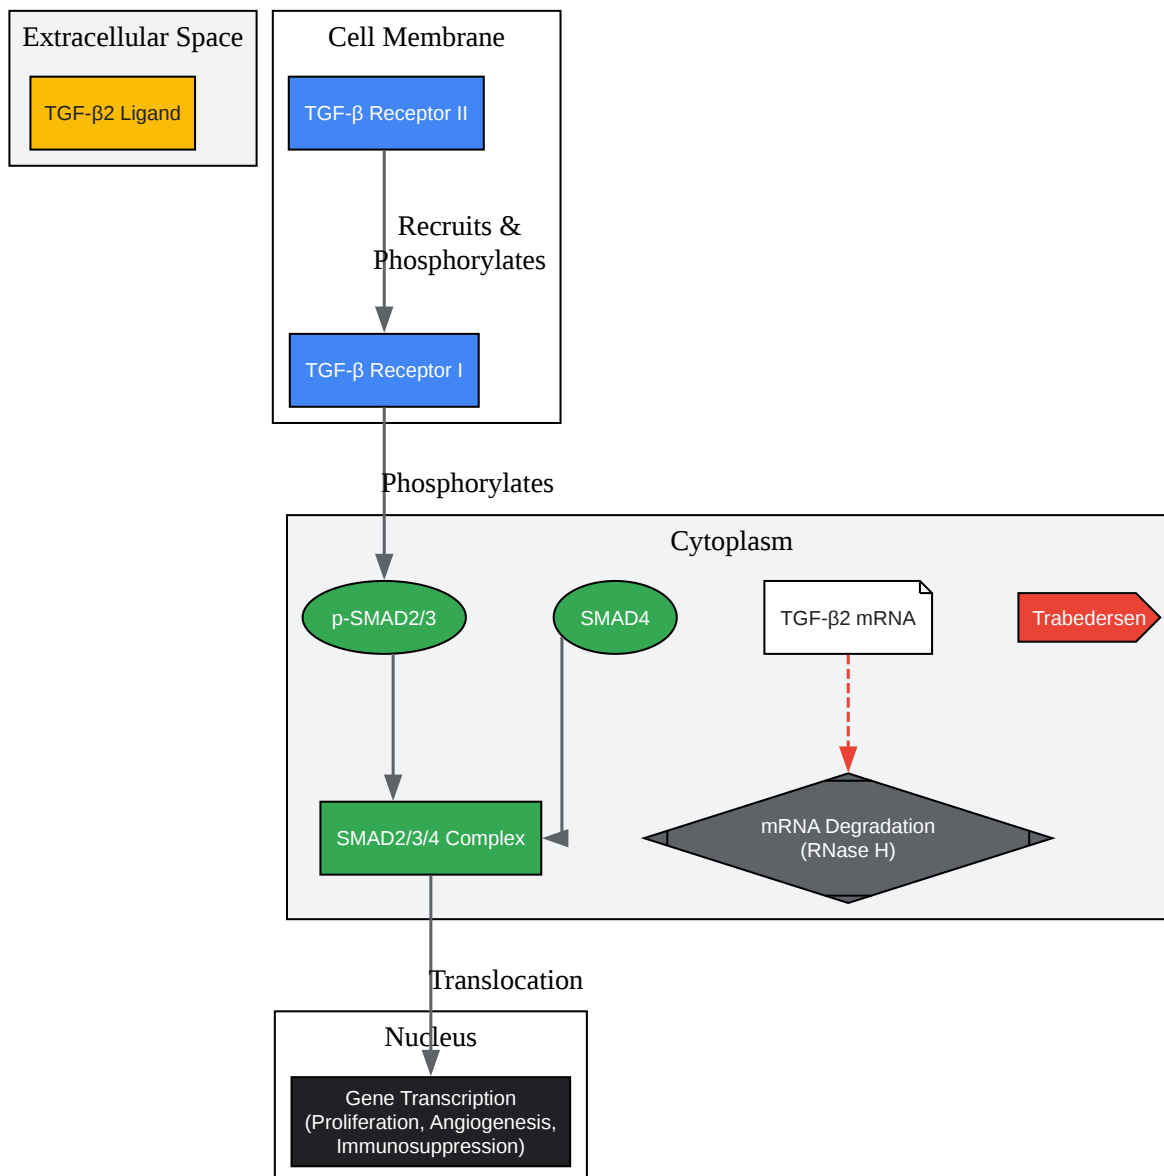 Extracellular Space
TGF-β2 Ligand
Cell Membrane
TGF-β Receptor II
Recruits &
Phosphorylates
TGF-β Receptor I
Phosphorylates
Cytoplasm
p-SMAD2/3
SMAD4
TGF-β2 mRNA
Trabedersen
SMAD2/3/4 Complex
mRNA Degradation
(RNase H)
Translocation
Nucleus
Gene Transcription
(Proliferation, Angiogenesis,
Immunosuppression)